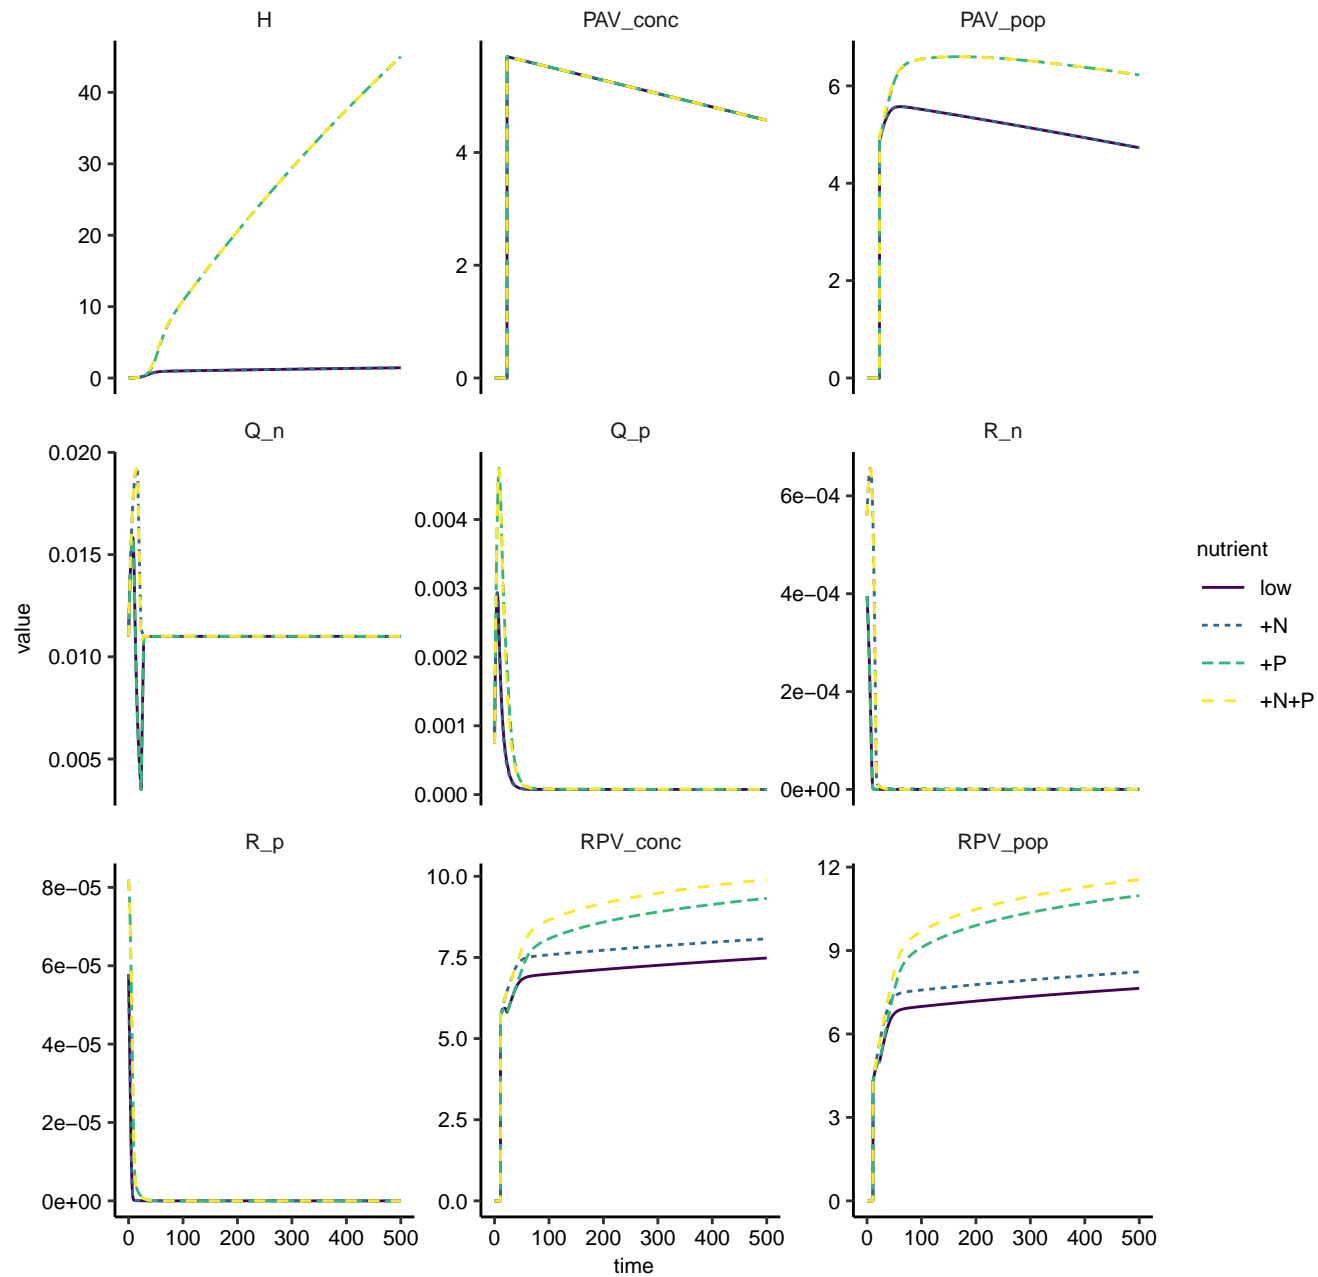 H
PAV_conc
PAV_pop
40
30
20
10
0
4
2
0
6
4
2
0
Q_n
Q_p
R_n
0.020
0.015
0.010
0.005
0.004
0.003
0.002
0.001
0.000
6e−04
4e−04
2e−04
0e+00
R_p
RPV_conc
RPV_pop
8e−05
6e−05
4e−05
2e−05
0e+00
10.0
7.5
5.0
2.5
0.0
12
9
6
3
0
0 100 200 300 400 500
0 100 200 300 400 500
0 100 200 300 400 500
time
value
nutrient
low
+N
+P
+N+P